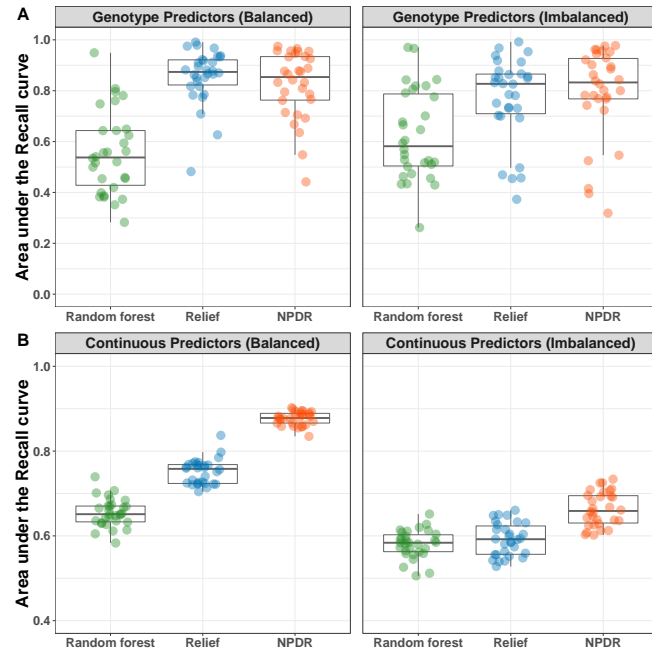 A
Genotype Predictors (Balanced)
Genotype Predictors (Imbalanced)
Area under the Recall curve
1.0
0.8
0.6
0.4
0.2
0.0
Random forest
Relief
NPDR
Random forest
Relief
NPDR
B
Continuous Predictors (Balanced)
Continuous Predictors (Imbalanced)
Area under the Recall curve
1.0
0.8
0.6
0.4
Random forest
Relief
NPDR
Random forest
Relief
NPDR